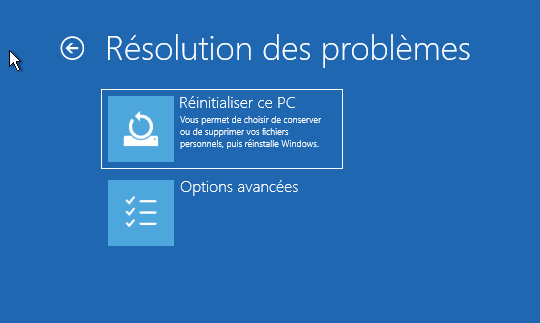 Résolution des problèmes
Réinitialiser ce PC
Vous permet de choisir de conserver
ou de supprimer vos fichiers
personnels, puis réinstalle Windows.
Options avancées